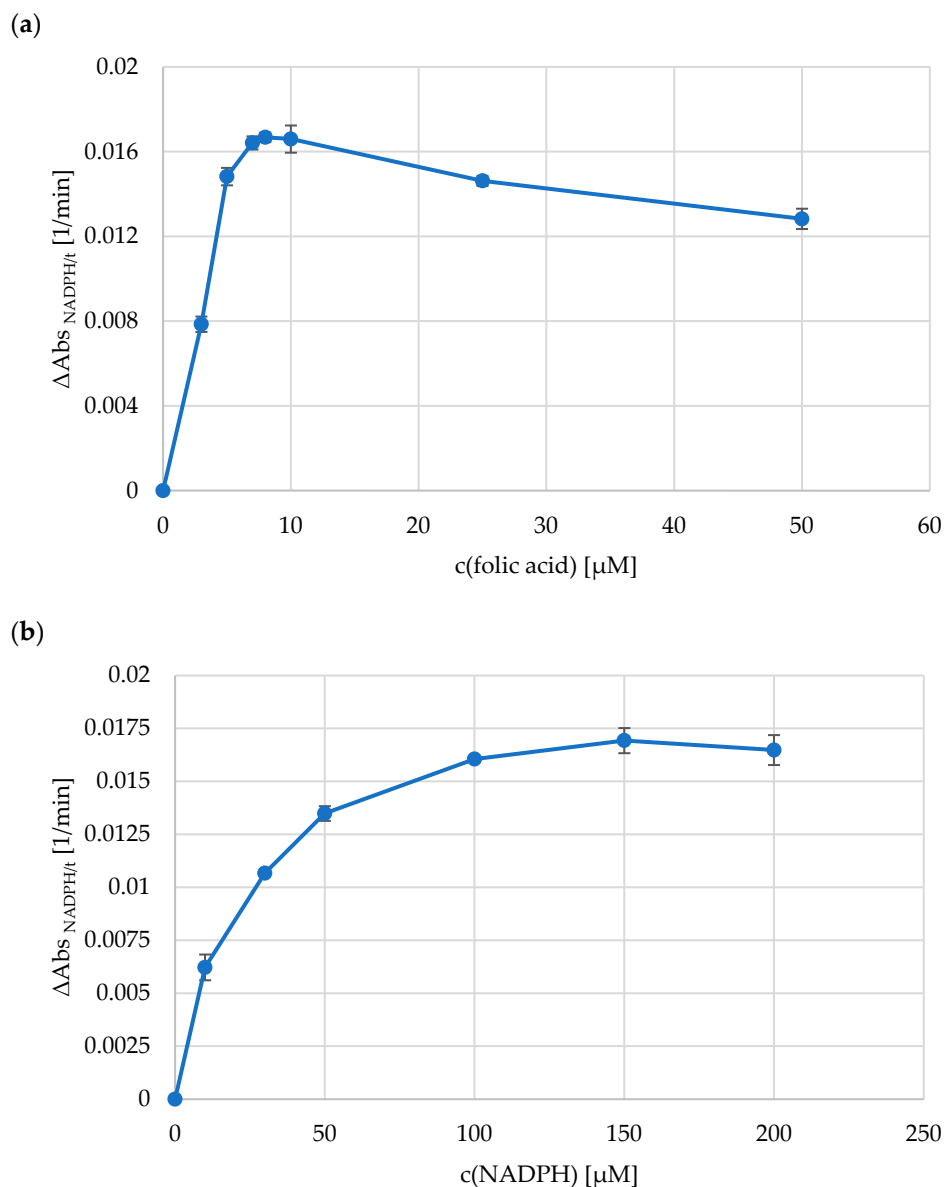 (a)
0.02
0.016
0.012
0.008
0.004
0
ΔAbs NADPH/t [1/min]
0 10 20 30 40 50 60
c(folic acid) [µM]
(b)
0.02
0.0175
0.015
0.0125
0.01
0.0075
0.005
0.0025
0
ΔAbs NADPH/t [1/min]
0 50 100 150 200 250
c(NADPH) [µM]